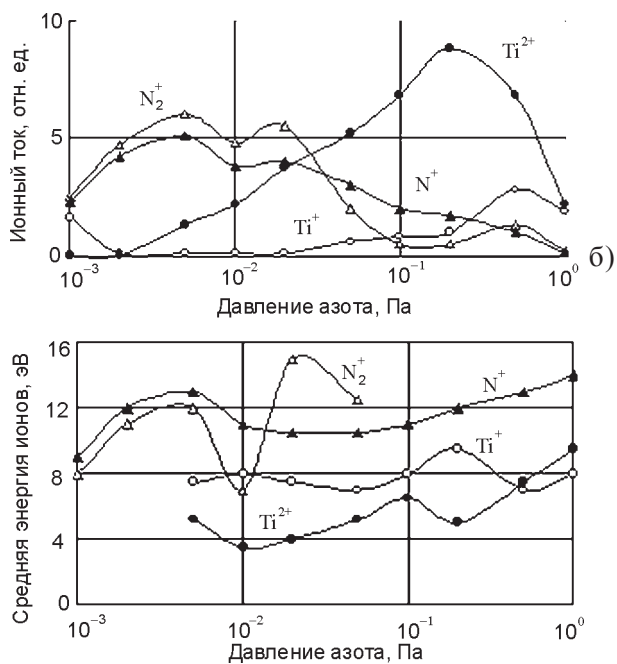 Ионный ток, отн. ед.
10
5
0
N₂⁺
Ti²⁺
N⁺
Ti⁺
10⁻³ 10⁻² 10⁻¹ 10⁰
Давление азота, Па
б)
Средняя энергия ионов, эВ
16
12
8
4
0
N₂⁺
N⁺
Ti⁺
Ti²⁺
10⁻³ 10⁻² 10⁻¹ 10⁰
Давление азота, Па